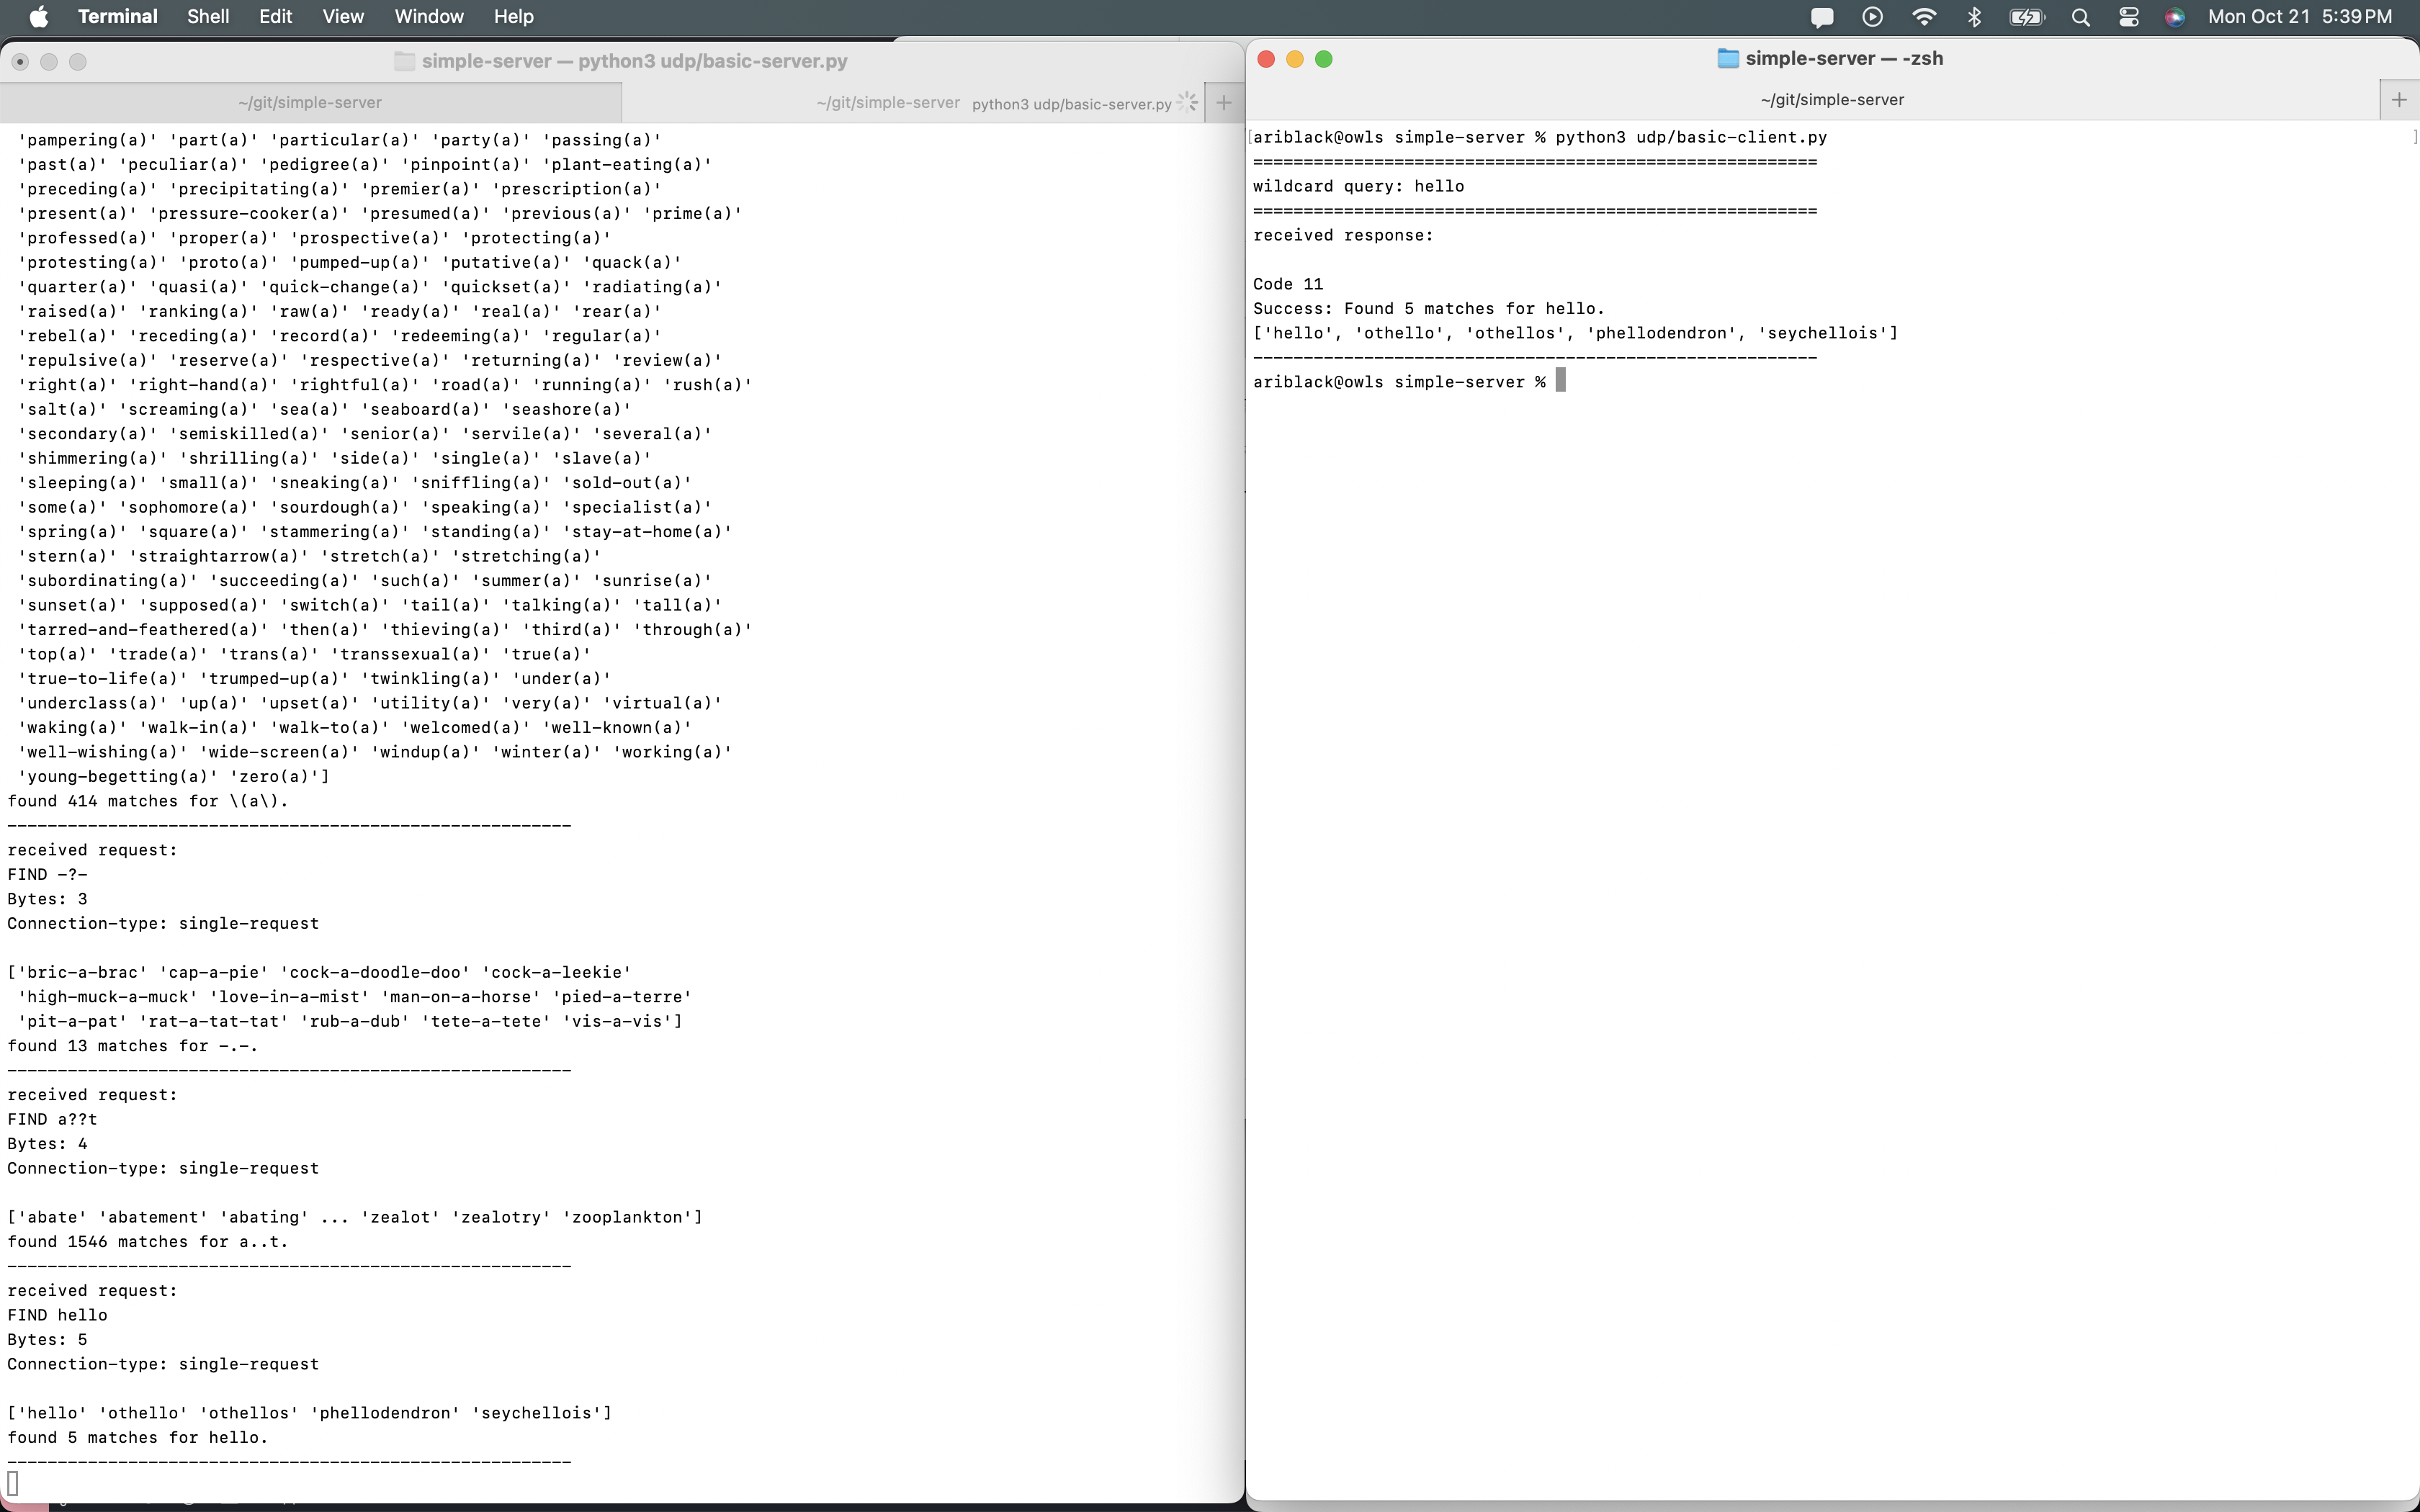 Terminal Shell Edit View Window Help Mon Oct 21 5:39 PM
simple-server — python3 udp/basic-server.py
~/git/simple-server
~/git/simple-server python3 udp/basic-server.py
'pampering(a)' 'part(a)' 'particular(a)' 'party(a)' 'passing(a)'
'past(a)' 'peculiar(a)' 'pedigree(a)' 'pinpoint(a)' 'plant-eating(a)'
'preceding(a)' 'precipitating(a)' 'premier(a)' 'prescription(a)'
'present(a)' 'pressure-cooker(a)' 'presumed(a)' 'previous(a)' 'prime(a)'
'professed(a)' 'proper(a)' 'prospective(a)' 'protecting(a)'
'protesting(a)' 'proto(a)' 'pumped-up(a)' 'putative(a)' 'quack(a)'
'quarter(a)' 'quasi(a)' 'quick-change(a)' 'quickset(a)' 'radiating(a)'
'raised(a)' 'ranking(a)' 'raw(a)' 'ready(a)' 'real(a)' 'rear(a)'
'rebel(a)' 'receding(a)' 'record(a)' 'redeeming(a)' 'regular(a)'
'repulsive(a)' 'reserve(a)' 'respective(a)' 'returning(a)' 'review(a)'
'right(a)' 'right-hand(a)' 'rightful(a)' 'road(a)' 'running(a)' 'rush(a)'
'salt(a)' 'screaming(a)' 'sea(a)' 'seaboard(a)' 'seashore(a)'
'secondary(a)' 'semiskilled(a)' 'senior(a)' 'servile(a)' 'several(a)'
'shimmering(a)' 'shrilling(a)' 'side(a)' 'single(a)' 'slave(a)'
'sleeping(a)' 'small(a)' 'sneaking(a)' 'sniffling(a)' 'sold-out(a)'
'some(a)' 'sophomore(a)' 'sourdough(a)' 'speaking(a)' 'specialist(a)'
'spring(a)' 'square(a)' 'stammering(a)' 'standing(a)' 'stay-at-home(a)'
'stern(a)' 'straightarrow(a)' 'stretch(a)' 'stretching(a)'
'subordinating(a)' 'succeeding(a)' 'such(a)' 'summer(a)' 'sunrise(a)'
'sunset(a)' 'supposed(a)' 'switch(a)' 'tail(a)' 'talking(a)' 'tall(a)'
'tarred-and-feathered(a)' 'then(a)' 'thieving(a)' 'third(a)' 'through(a)'
'top(a)' 'trade(a)' 'trans(a)' 'transsexual(a)' 'true(a)'
'true-to-life(a)' 'trumped-up(a)' 'twinkling(a)' 'under(a)'
'underclass(a)' 'up(a)' 'upset(a)' 'utility(a)' 'very(a)' 'virtual(a)'
'waking(a)' 'walk-in(a)' 'walk-to(a)' 'welcomed(a)' 'well-known(a)'
'well-wishing(a)' 'wide-screen(a)' 'windup(a)' 'winter(a)' 'working(a)'
'young-begetting(a)' 'zero(a)']
found 414 matches for \(a\).
--------------------------------------------------------
received request:
FIND -?-
Bytes: 3
Connection-type: single-request
['bric-a-brac' 'cap-a-pie' 'cock-a-doodle-doo' 'cock-a-leekie'
'high-muck-a-muck' 'love-in-a-mist' 'man-on-a-horse' 'pied-a-terre'
'pit-a-pat' 'rat-a-tat-tat' 'rub-a-dub' 'tete-a-tete' 'vis-a-vis']
found 13 matches for -.-.
--------------------------------------------------------
received request:
FIND a??t
Bytes: 4
Connection-type: single-request
['abate' 'abatement' 'abating' ... 'zealot' 'zealotry' 'zooplankton']
found 1546 matches for a..t.
--------------------------------------------------------
received request:
FIND hello
Bytes: 5
Connection-type: single-request
['hello' 'othello' 'othellos' 'phellodendron' 'seychellois']
found 5 matches for hello.
--------------------------------------------------------
simple-server — -zsh
~/git/simple-server
[ariblack@owls simple-server % python3 udp/basic-client.py ]
========================================================
wildcard query: hello
========================================================
received response:
Code 11
Success: Found 5 matches for hello.
['hello', 'othello', 'othellos', 'phellodendron', 'seychellois']
--------------------------------------------------------
ariblack@owls simple-server %